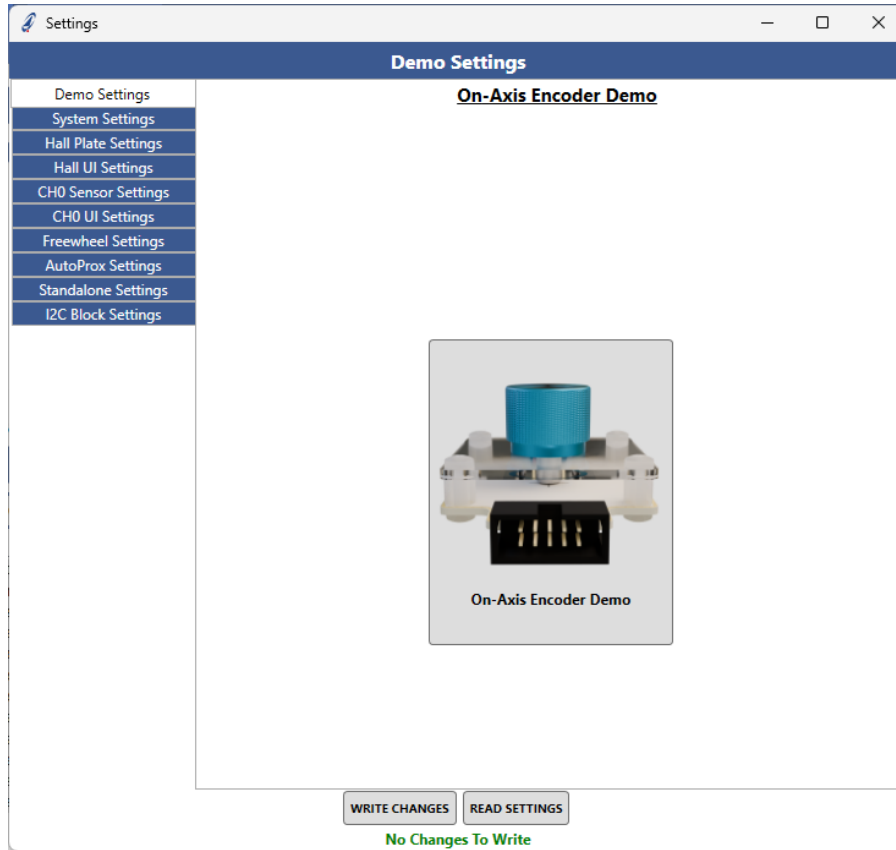 Settings
Demo Settings
Demo Settings
System Settings
Hall Plate Settings
Hall UI Settings
CH0 Sensor Settings
CH0 UI Settings
Freewheel Settings
AutoProx Settings
Standalone Settings
I2C Block Settings
On-Axis Encoder Demo
On-Axis Encoder Demo
WRITE CHANGES READ SETTINGS
No Changes To Write